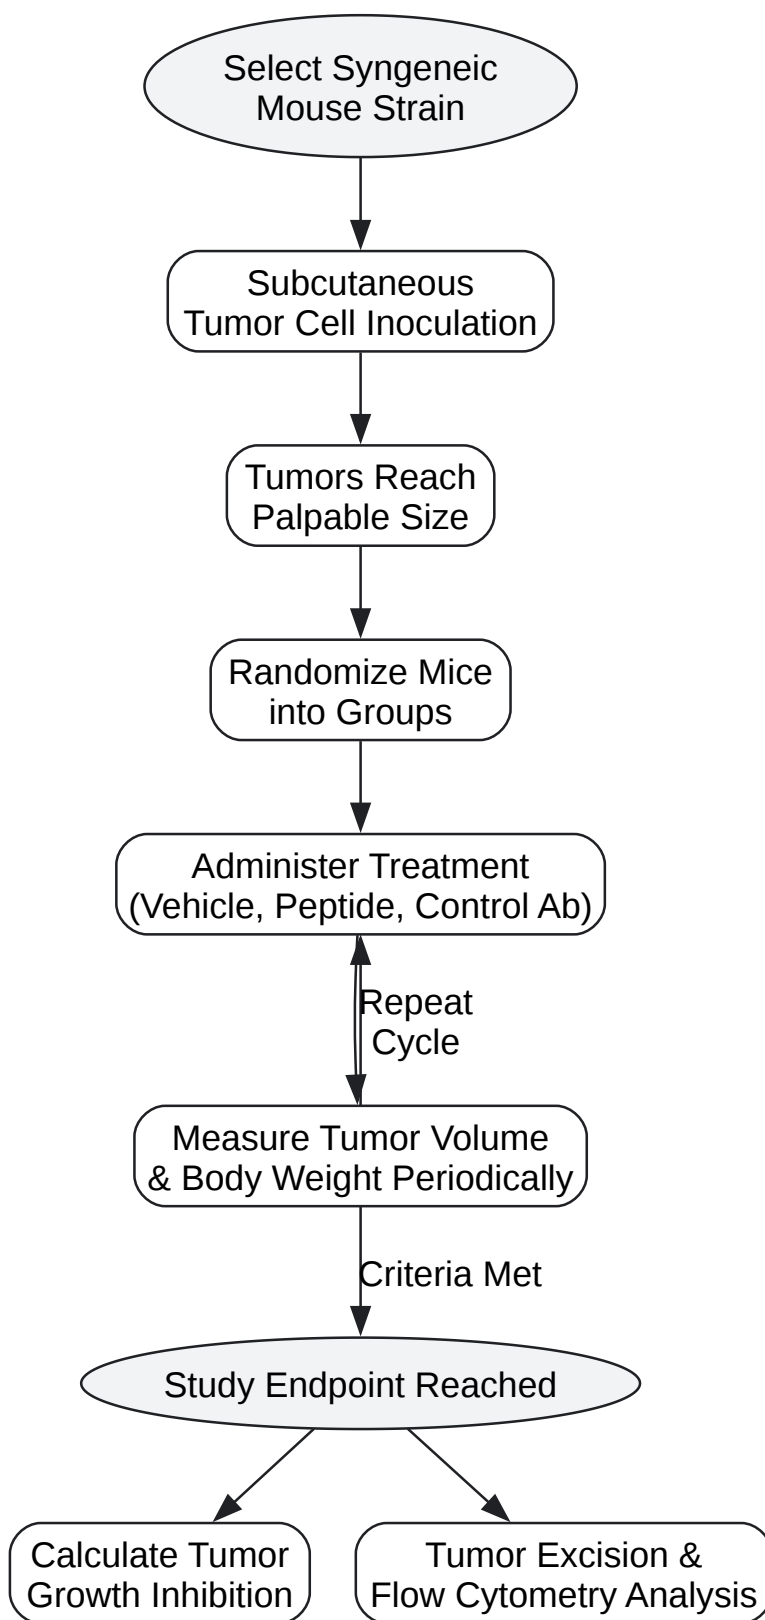 Select Syngeneic
Mouse Strain
Subcutaneous
Tumor Cell Inoculation
Tumors Reach
Palpable Size
Randomize Mice
into Groups
Administer Treatment
(Vehicle, Peptide, Control Ab)
Repeat
Cycle
Measure Tumor Volume
& Body Weight Periodically
Criteria Met
Study Endpoint Reached
Calculate Tumor
Growth Inhibition
Tumor Excision &
Flow Cytometry Analysis